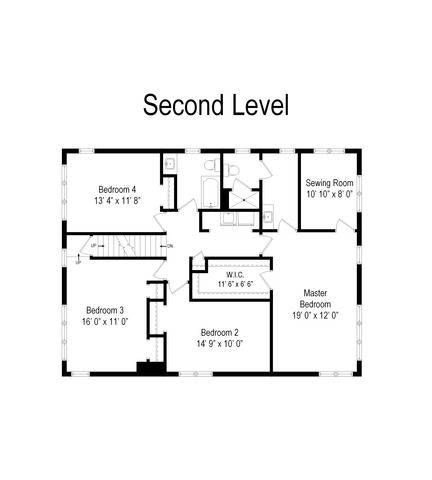 Second Level
Bedroom 4
13' 4" x 11' 8"
Sewing Room
10' 10" x 8' 0"
UP
DN
UP
W.I.C.
11' 6" x 6' 6"
Master
Bedroom
19' 0" x 12' 0"
Bedroom 3
16' 0" x 11' 0"
Bedroom 2
14' 9" x 10' 0"